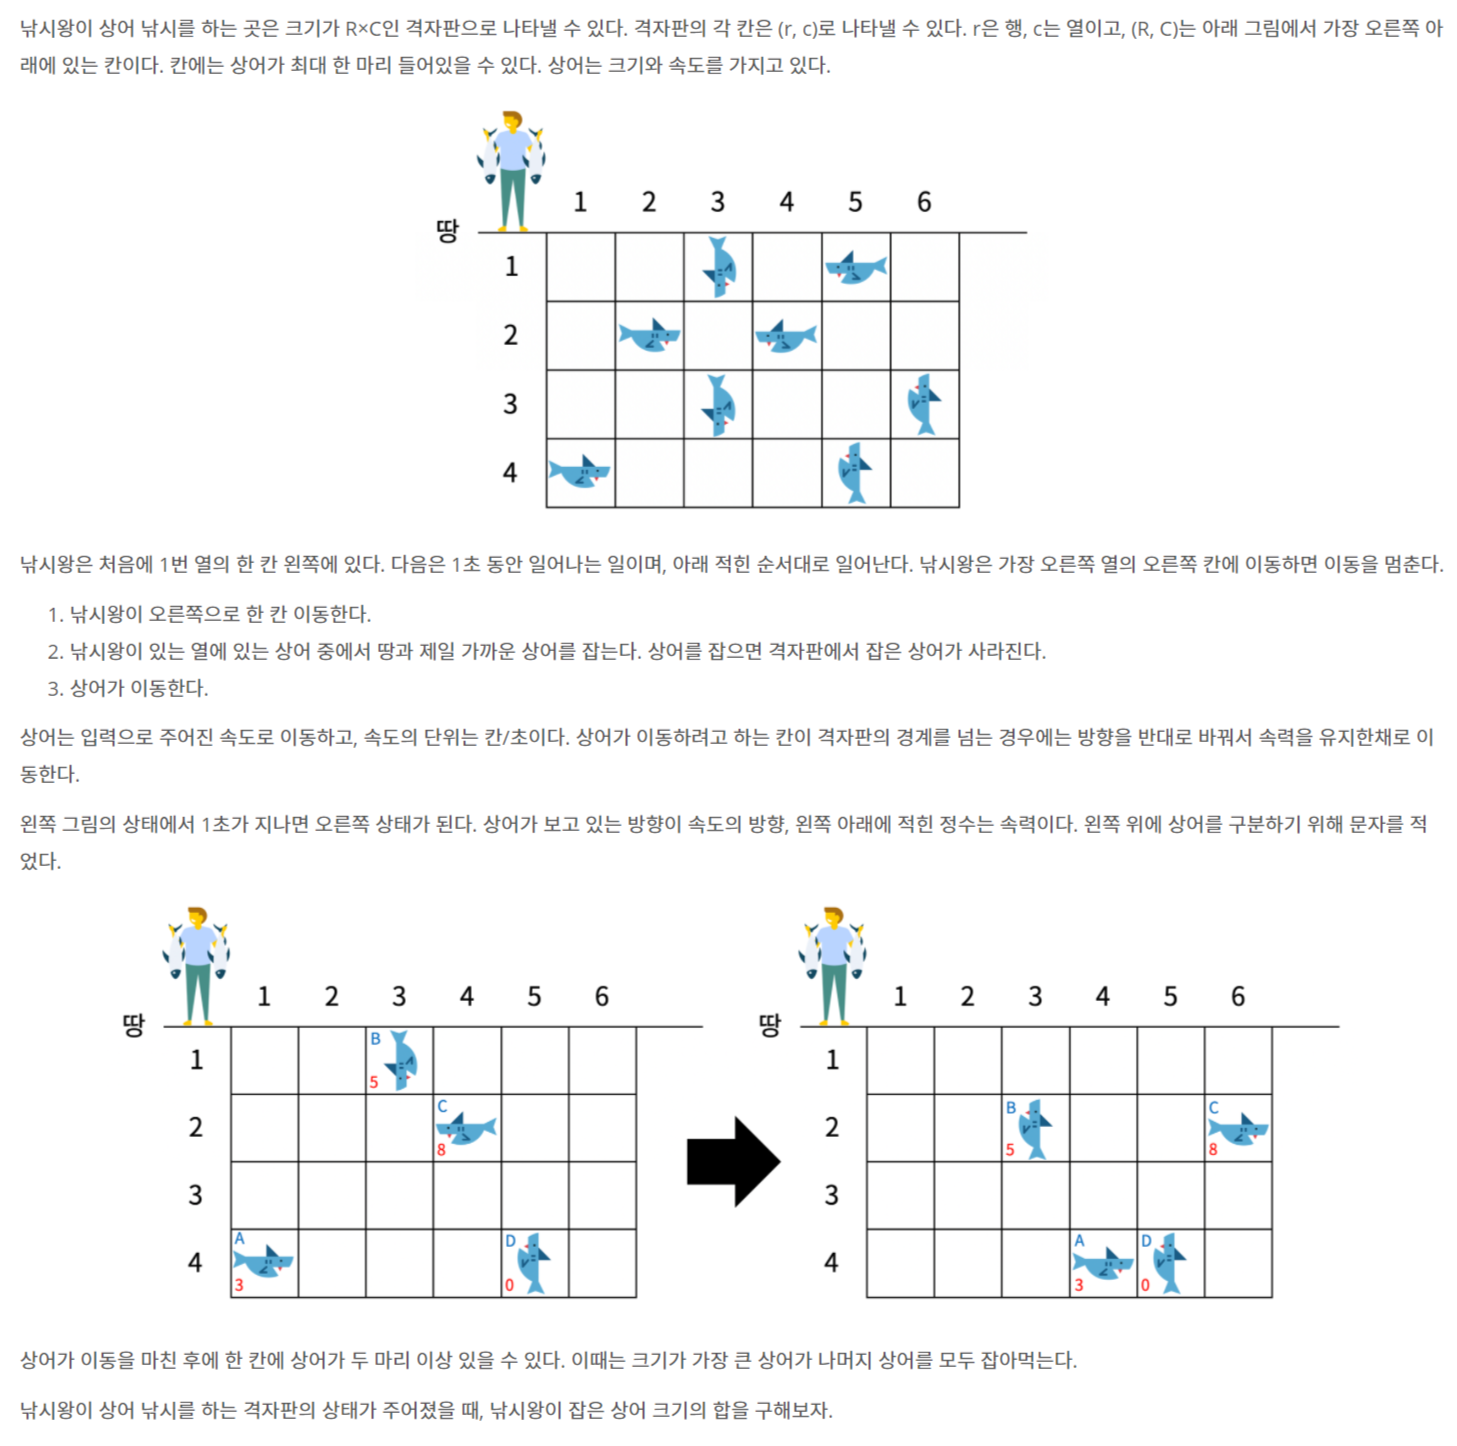 낚시왕이 상어 낚시를 하는 곳은 크기가 R×C인 격자판으로 나타낼 수 있다. 격자판의 각 칸은 (r, c)로 나타낼 수 있다. r은 행, c는 열이고, (R, C)는 아래 그림에서 가장 오른쪽 아
래에 있는 칸이다. 칸에는 상어가 최대 한 마리 들어있을 수 있다. 상어는 크기와 속도를 가지고 있다.
1 2 3 4 5 6
땅
1
2
3
4
낚시왕은 처음에 1번 열의 한 칸 왼쪽에 있다. 다음은 1초 동안 일어나는 일이며, 아래 적힌 순서대로 일어난다. 낚시왕은 가장 오른쪽 열의 오른쪽 칸에 이동하면 이동을 멈춘다.
1. 낚시왕이 오른쪽으로 한 칸 이동한다.
2. 낚시왕이 있는 열에 있는 상어 중에서 땅과 제일 가까운 상어를 잡는다. 상어를 잡으면 격자판에서 잡은 상어가 사라진다.
3. 상어가 이동한다.
상어는 입력으로 주어진 속도로 이동하고, 속도의 단위는 칸/초이다. 상어가 이동하려고 하는 칸이 격자판의 경계를 넘는 경우에는 방향을 반대로 바꿔서 속력을 유지한채로 이
동한다.
왼쪽 그림의 상태에서 1초가 지나면 오른쪽 상태가 된다. 상어가 보고 있는 방향이 속도의 방향, 왼쪽 아래에 적힌 정수는 속력이다. 왼쪽 위에 상어를 구분하기 위해 문자를 적
었다.
1 2 3 4 5 6
땅
1 B 5
2 C 8
3
4 A 3 D 0
1 2 3 4 5 6
땅
1
2 B 5 C 8
3
4 A 3 D 0
상어가 이동을 마친 후에 한 칸에 상어가 두 마리 이상 있을 수 있다. 이때는 크기가 가장 큰 상어가 나머지 상어를 모두 잡아먹는다.
낚시왕이 상어 낚시를 하는 격자판의 상태가 주어졌을 때, 낚시왕이 잡은 상어 크기의 합을 구해보자.